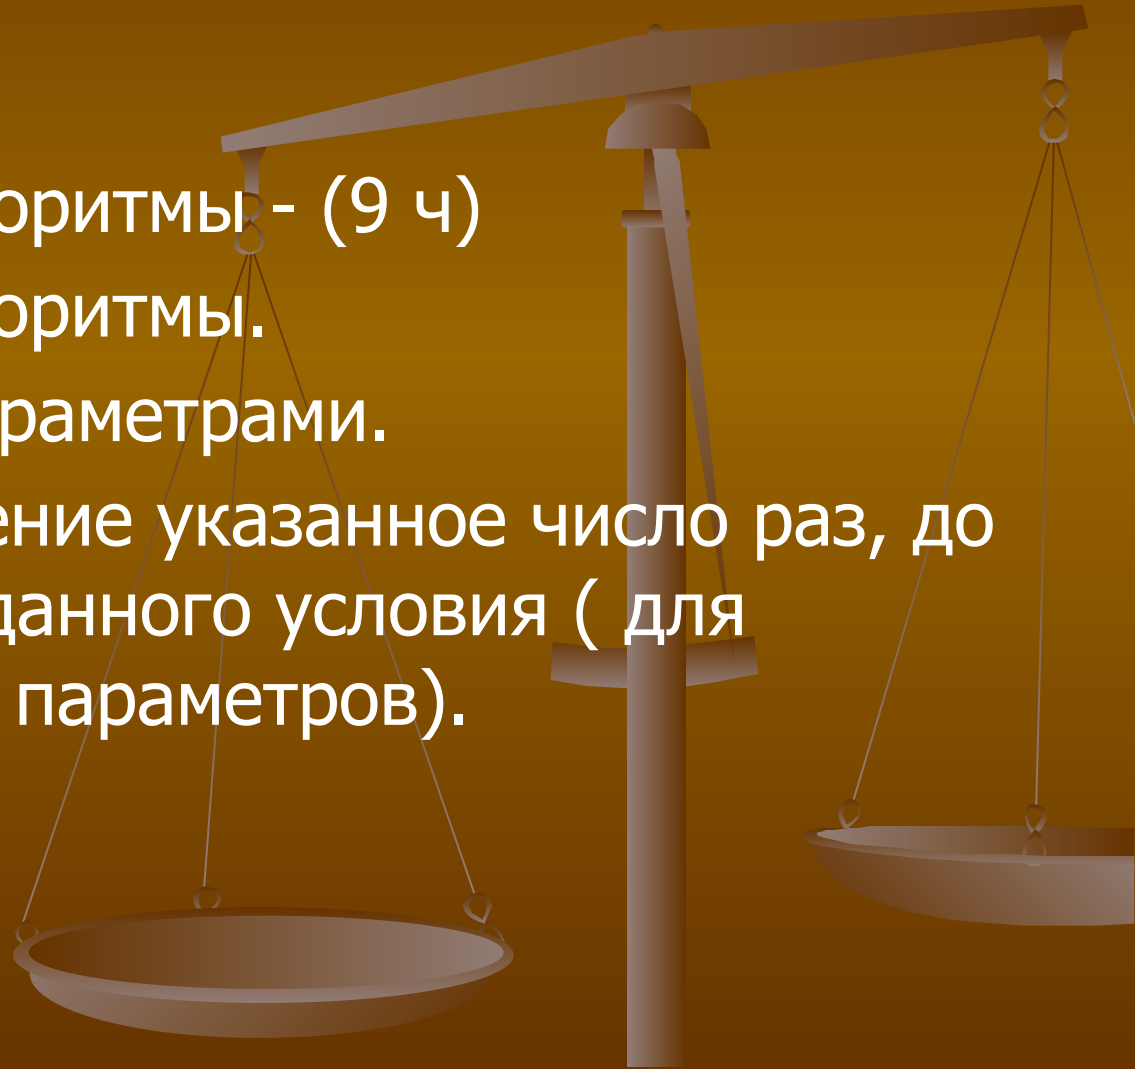 оритмы - (9 ч)
оритмы.
раметрами.
ение указанное число раз, до
данного условия ( для
параметров).